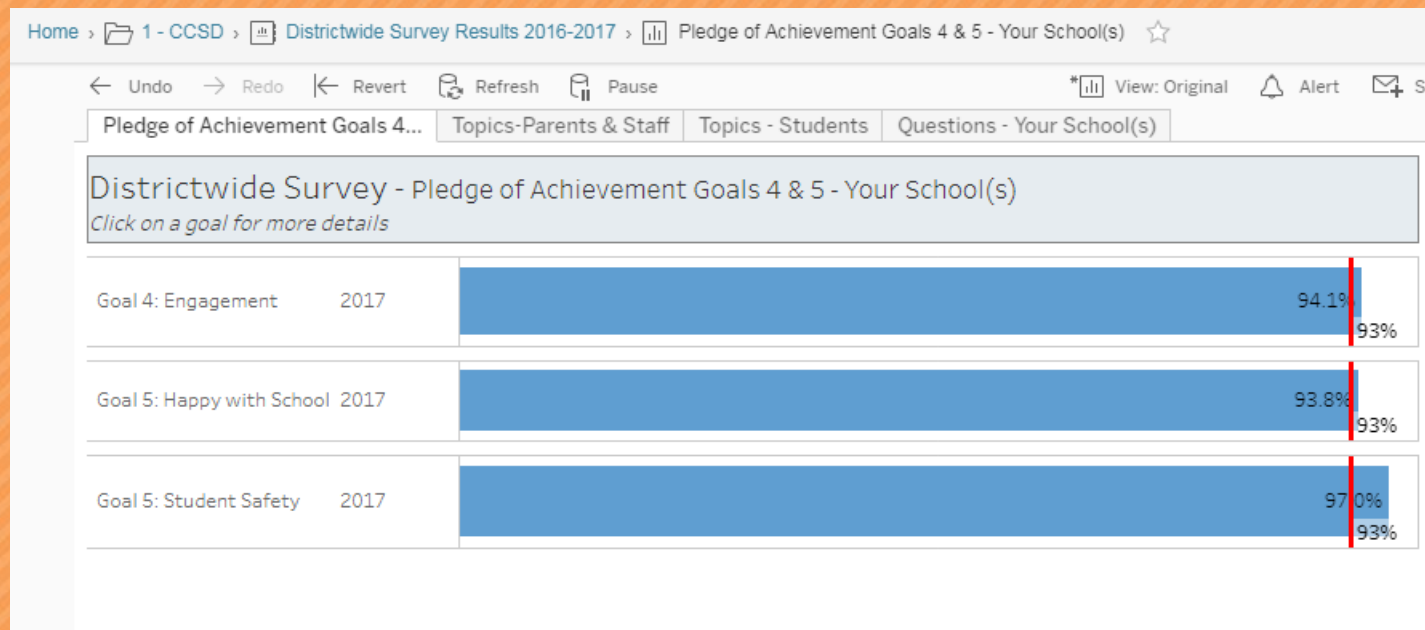 Home › 1 - CCSD › Districtwide Survey Results 2016-2017 › Pledge of Achievement Goals 4 & 5 - Your School(s)
Undo Redo Revert Refresh Pause View: Original Alert S
Pledge of Achievement Goals 4... Topics-Parents & Staff Topics - Students Questions - Your School(s)
Districtwide Survey - Pledge of Achievement Goals 4 & 5 - Your School(s)
Click on a goal for more details
Goal 4: Engagement 2017 94.1%
93%
Goal 5: Happy with School 2017 93.8%
93%
Goal 5: Student Safety 2017 97.0%
93%